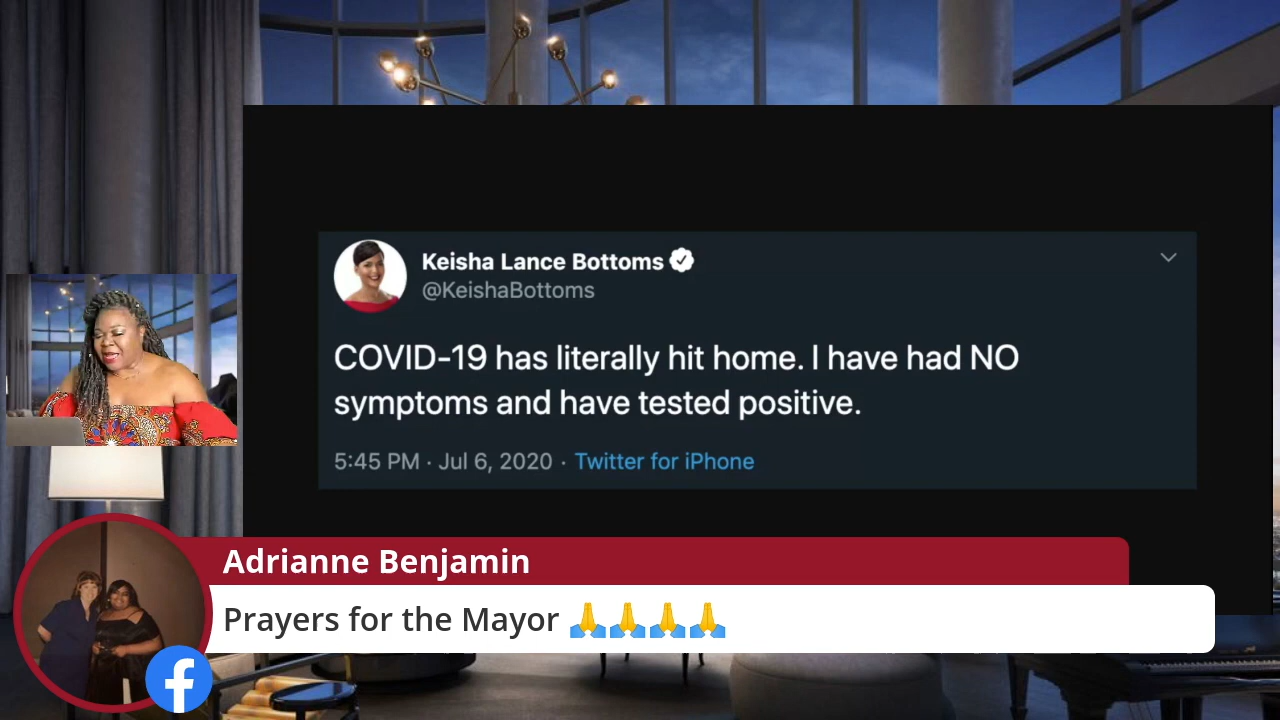 Keisha Lance Bottoms
@KeishaBottoms
COVID-19 has literally hit home. I have had NO
symptoms and have tested positive.
5:45 PM · Jul 6, 2020 · Twitter for iPhone
Adrianne Benjamin
Prayers for the Mayor 🙏🙏🙏🙏